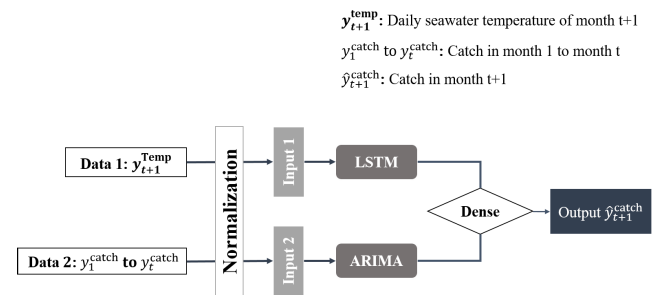 y_{t+1}^{temp}: Daily seawater temperature of month t+1
y_1^{catch} to y_t^{catch}: Catch in month 1 to month t
ŷ_{t+1}^{catch}: Catch in month t+1
Data 1: y_{t+1}^{Temp}
Normalization
Input 1
LSTM
Dense
Output ŷ_{t+1}^{catch}
Data 2: y_1^{catch} to y_t^{catch}
Input 2
ARIMA